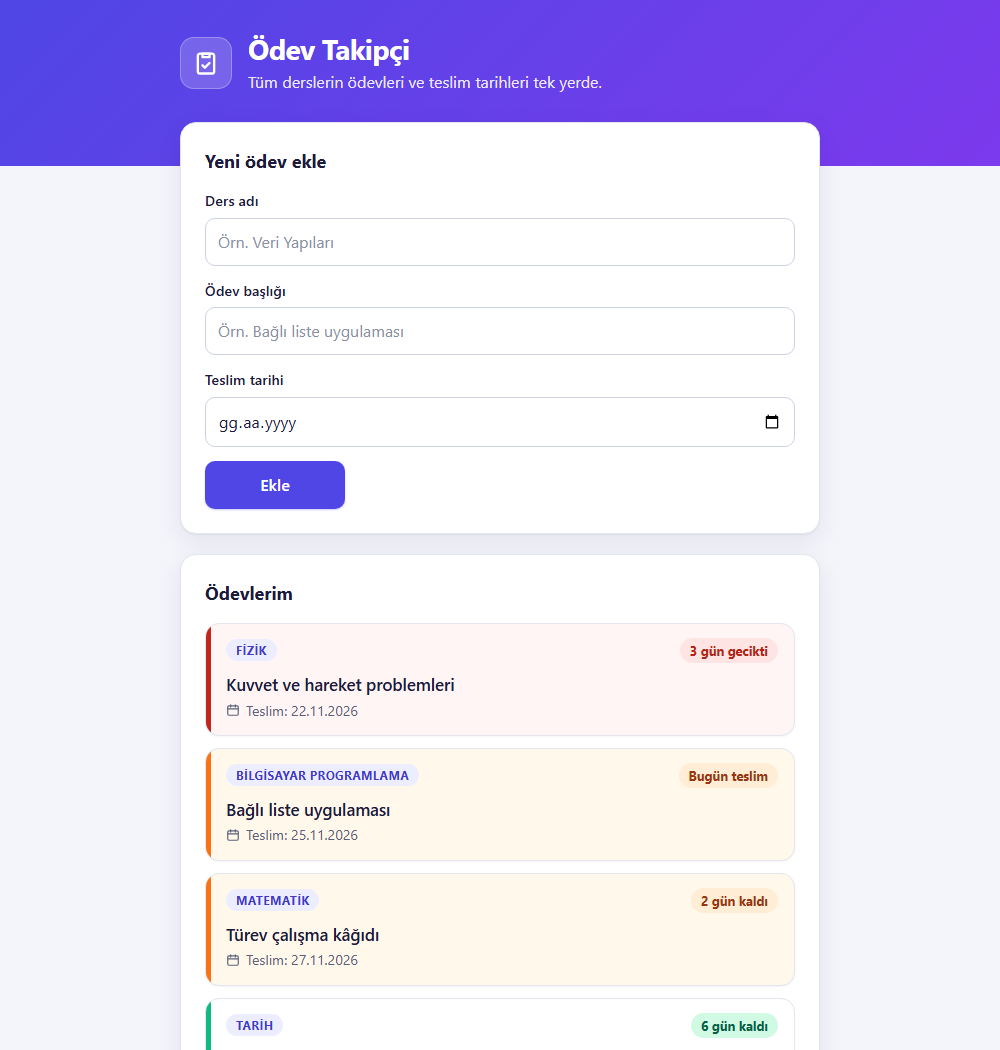 Ödev Takipçi
Tüm derslerin ödevleri ve teslim tarihleri tek yerde.
Yeni ödev ekle
Ders adı
Örn. Veri Yapıları
Ödev başlığı
Örn. Bağlı liste uygulaması
Teslim tarihi
gg.aa.yyyy
Ekle
Ödevlerim
FİZİK
3 gün gecikti
Kuvvet ve hareket problemleri
Teslim: 22.11.2026
BİLGİSAYAR PROGRAMLAMA
Bugün teslim
Bağlı liste uygulaması
Teslim: 25.11.2026
MATEMATİK
2 gün kaldı
Türev çalışma kâğıdı
Teslim: 27.11.2026
TARİH
6 gün kaldı